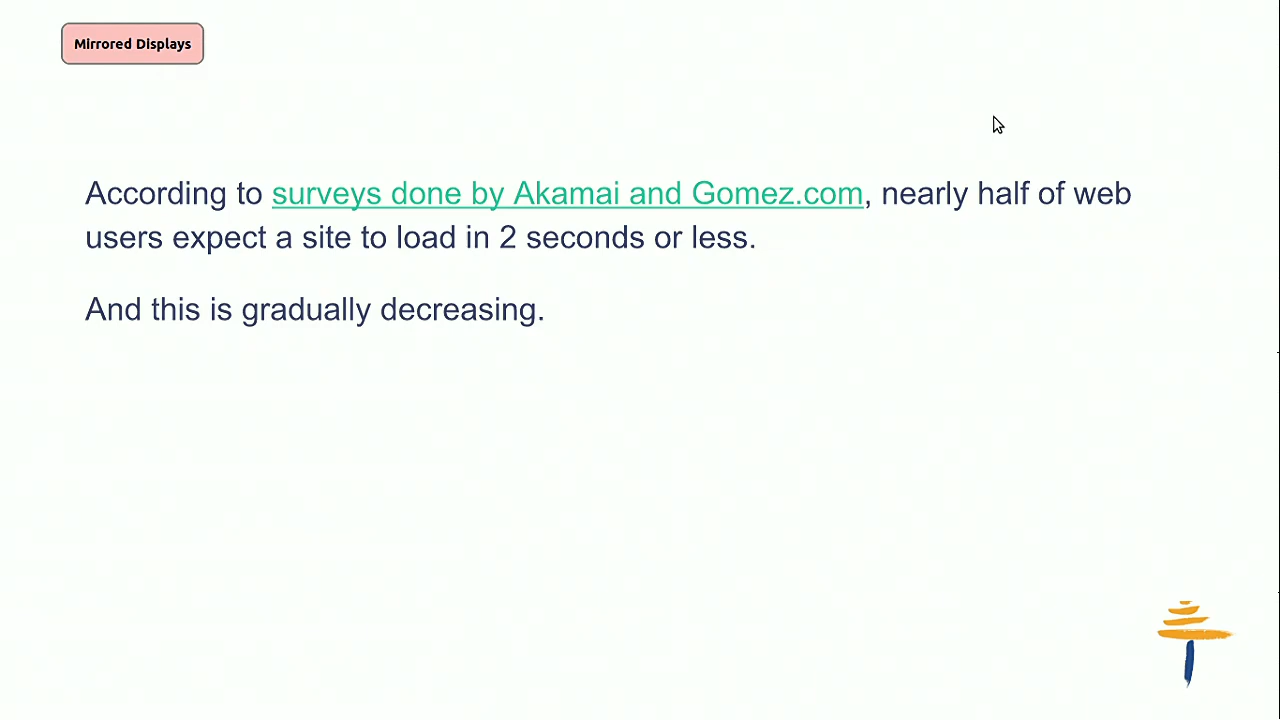 Mirrored Displays
According to surveys done by Akamai and Gomez.com, nearly half of web
users expect a site to load in 2 seconds or less.
And this is gradually decreasing.